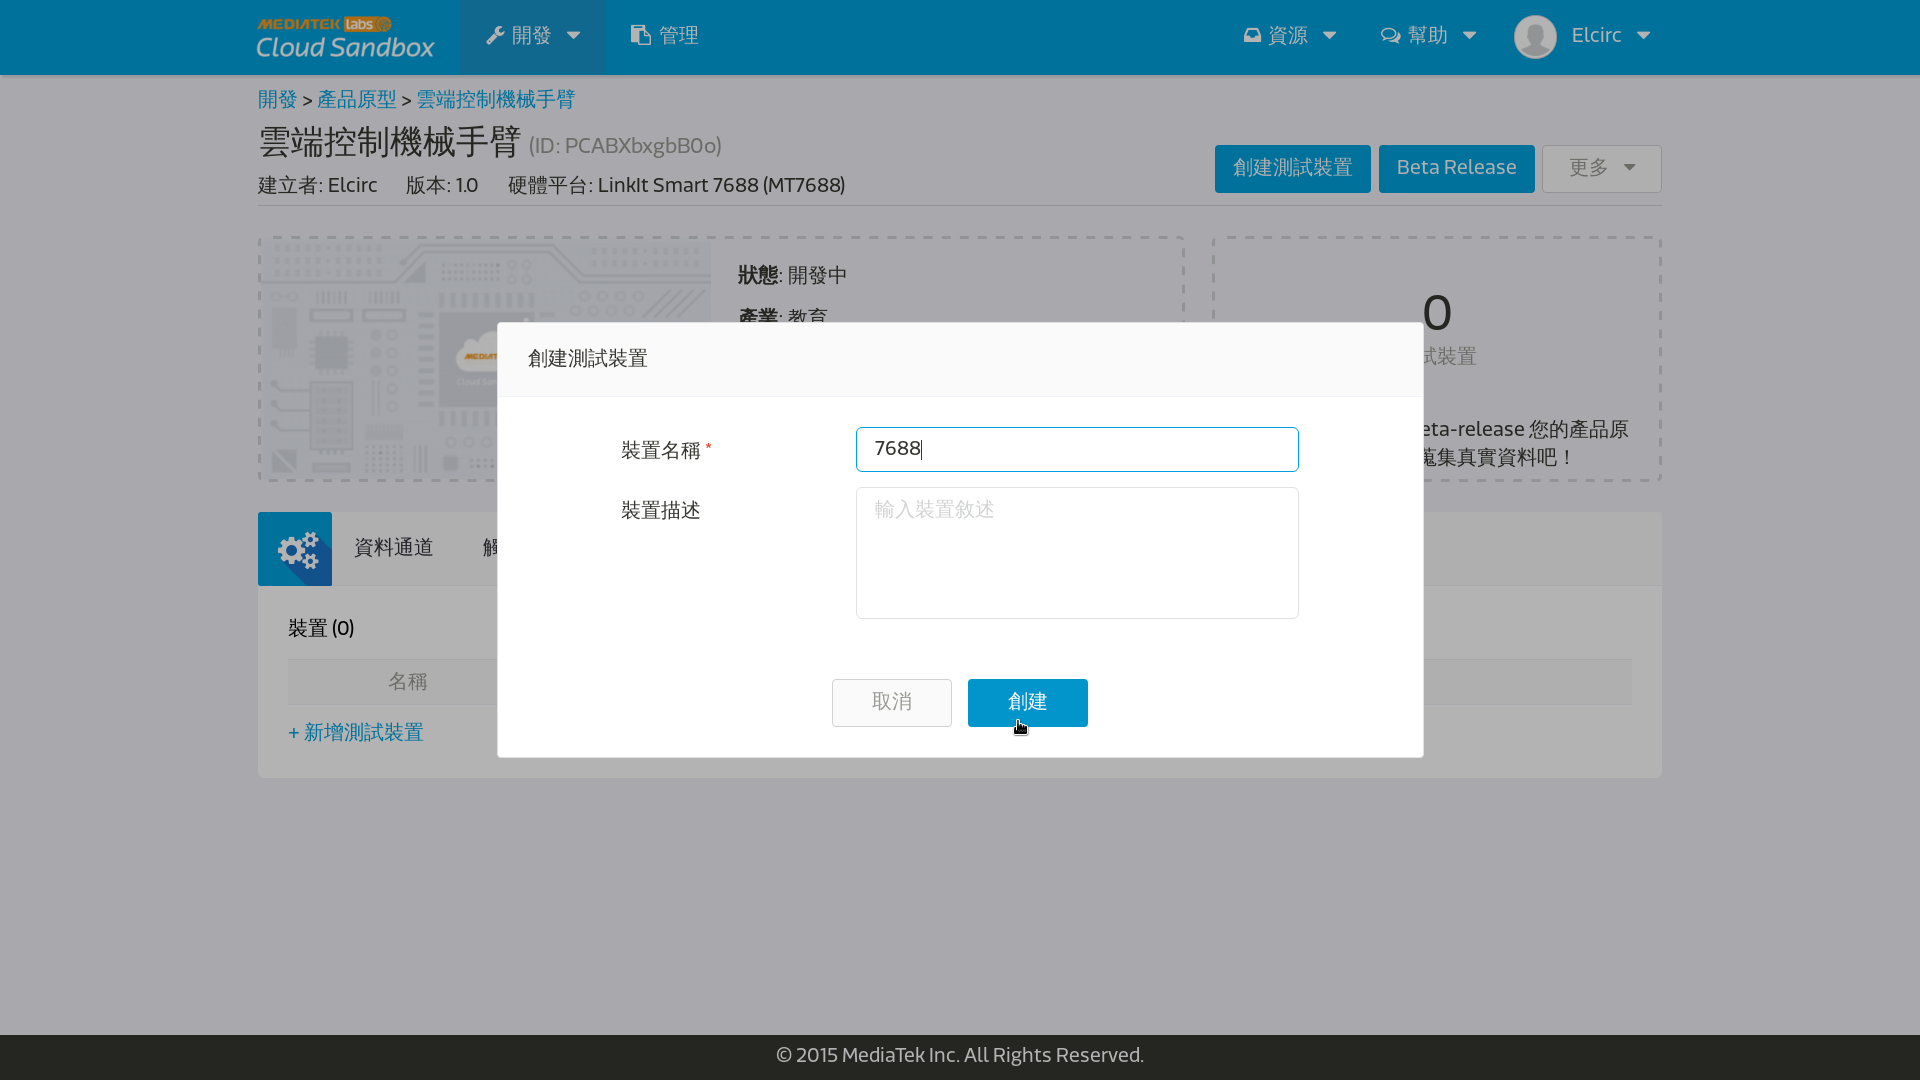 MEDIATEK labs
Cloud Sandbox
開發
管理
資源
幫助
Elcirc
開發 > 產品原型 > 雲端控制機械手臂
雲端控制機械手臂 (ID: PCABXbxgbB0o)
建立者: Elcirc 版本: 1.0 硬體平台: LinkIt Smart 7688 (MT7688)
創建測試裝置
Beta Release
更多
狀態: 開發中
產業: 教育
0
試裝置
eta-release 您的產品原
蒐集真實資料吧！
創建測試裝置
裝置名稱 *
7688
裝置描述
輸入裝置敘述
取消
創建
資料通道
觸
裝置 (0)
名稱
+ 新增測試裝置
© 2015 MediaTek Inc. All Rights Reserved.